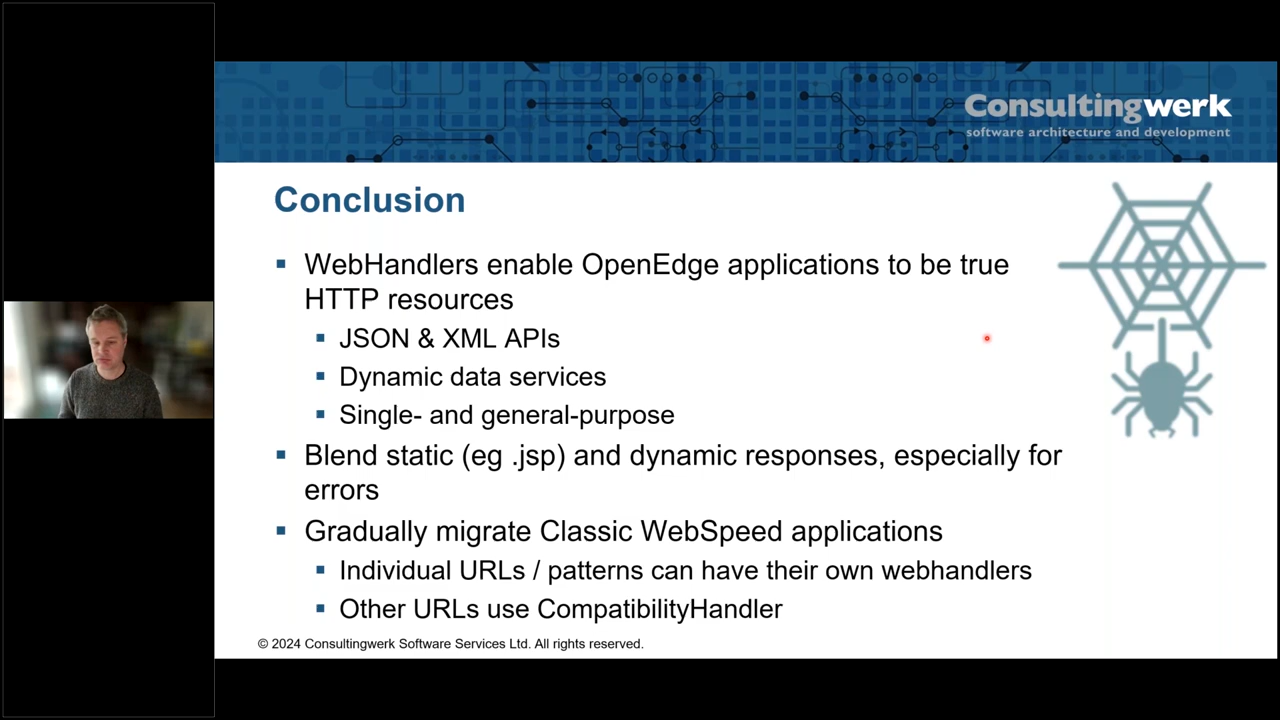 Consultingwerk
software architecture and development
Conclusion
WebHandlers enable OpenEdge applications to be true
HTTP resources
JSON & XML APIs
Dynamic data services
Single- and general-purpose
Blend static (eg .jsp) and dynamic responses, especially for
errors
Gradually migrate Classic WebSpeed applications
Individual URLs / patterns can have their own webhandlers
Other URLs use CompatibilityHandler
© 2024 Consultingwerk Software Services Ltd. All rights reserved.